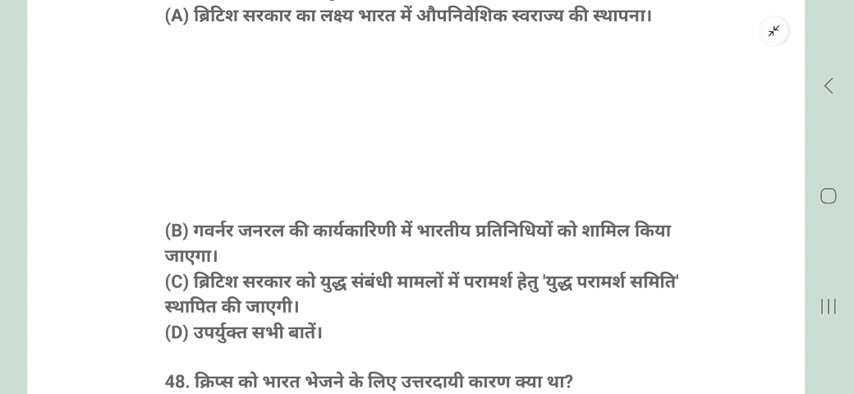 (A) ब्रिटिश सरकार का लक्ष्य भारत में औपनिवेशिक स्वराज्य की स्थापना।
(B) गवर्नर जनरल की कार्यकारिणी में भारतीय प्रतिनिधियों को शामिल किया
जाएगा।
(C) ब्रिटिश सरकार को युद्ध संबंधी मामलों में परामर्श हेतु 'युद्ध परामर्श समिति'
स्थापित की जाएगी।
(D) उपर्युक्त सभी बातें।
48. क्रिप्स को भारत भेजने के लिए उत्तरदायी कारण क्या था?